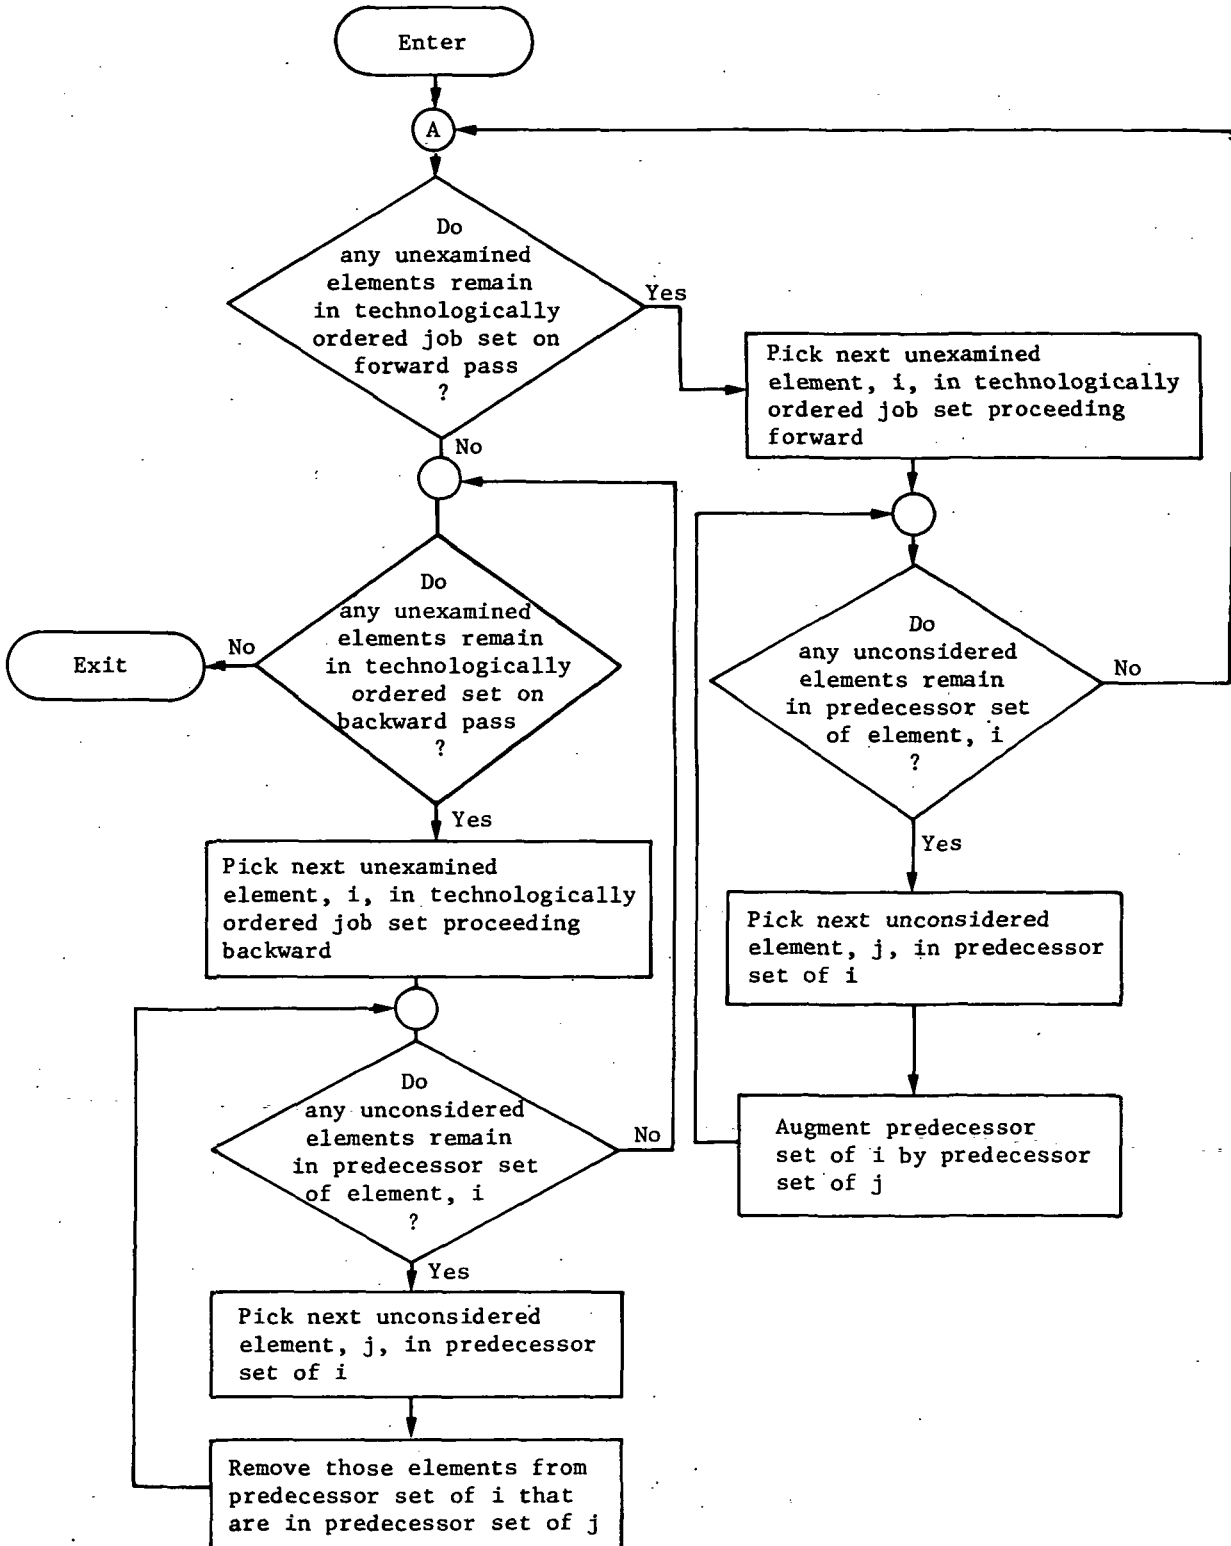 Enter
A
Do
any unexamined
elements remain
in technologically
ordered job set on
forward pass
?
Yes
No
Pick next unexamined
element, i, in technologically
ordered job set proceeding
forward
Do
any unconsidered
elements remain
in predecessor set
of element, i
?
No
Yes
Pick next unconsidered
element, j, in predecessor
set of i
Augment predecessor
set of i by predecessor
set of j
Do
any unexamined
elements remain
in technologically
ordered set on
backward pass
?
No
Exit
Yes
Pick next unexamined
element, i, in technologically
ordered job set proceeding
backward
Do
any unconsidered
elements remain
in predecessor set
of element, i
?
No
Yes
Pick next unconsidered
element, j, in predecessor
set of i
Remove those elements from
predecessor set of i that
are in predecessor set of j